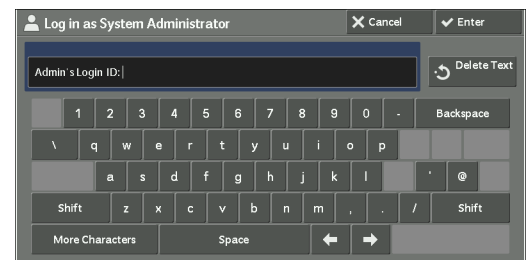 Log in as System Administrator Cancel Enter
Admin's Login ID: Delete Text
1 2 3 4 5 6 7 8 9 0 - Backspace
\ q w e r t y u i o p
a s d f g h j k l ' @
Shift z x c v b n m , . / Shift
More Characters Space